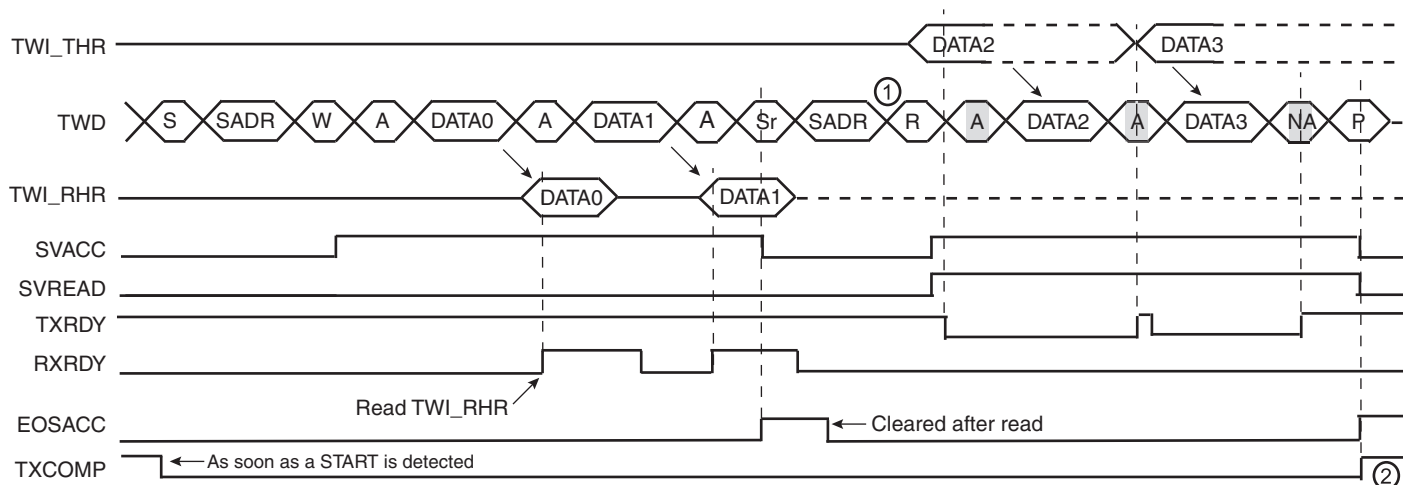 TWI_THR DATA2 DATA3
①
TWD S SADR W A DATA0 A DATA1 A Sr SADR R A DATA2 A DATA3 NA P
TWI_RHR DATA0 DATA1
SVACC
SVREAD
TXRDY
RXRDY
Read TWI_RHR
EOSACC Cleared after read
TXCOMP As soon as a START is detected ②